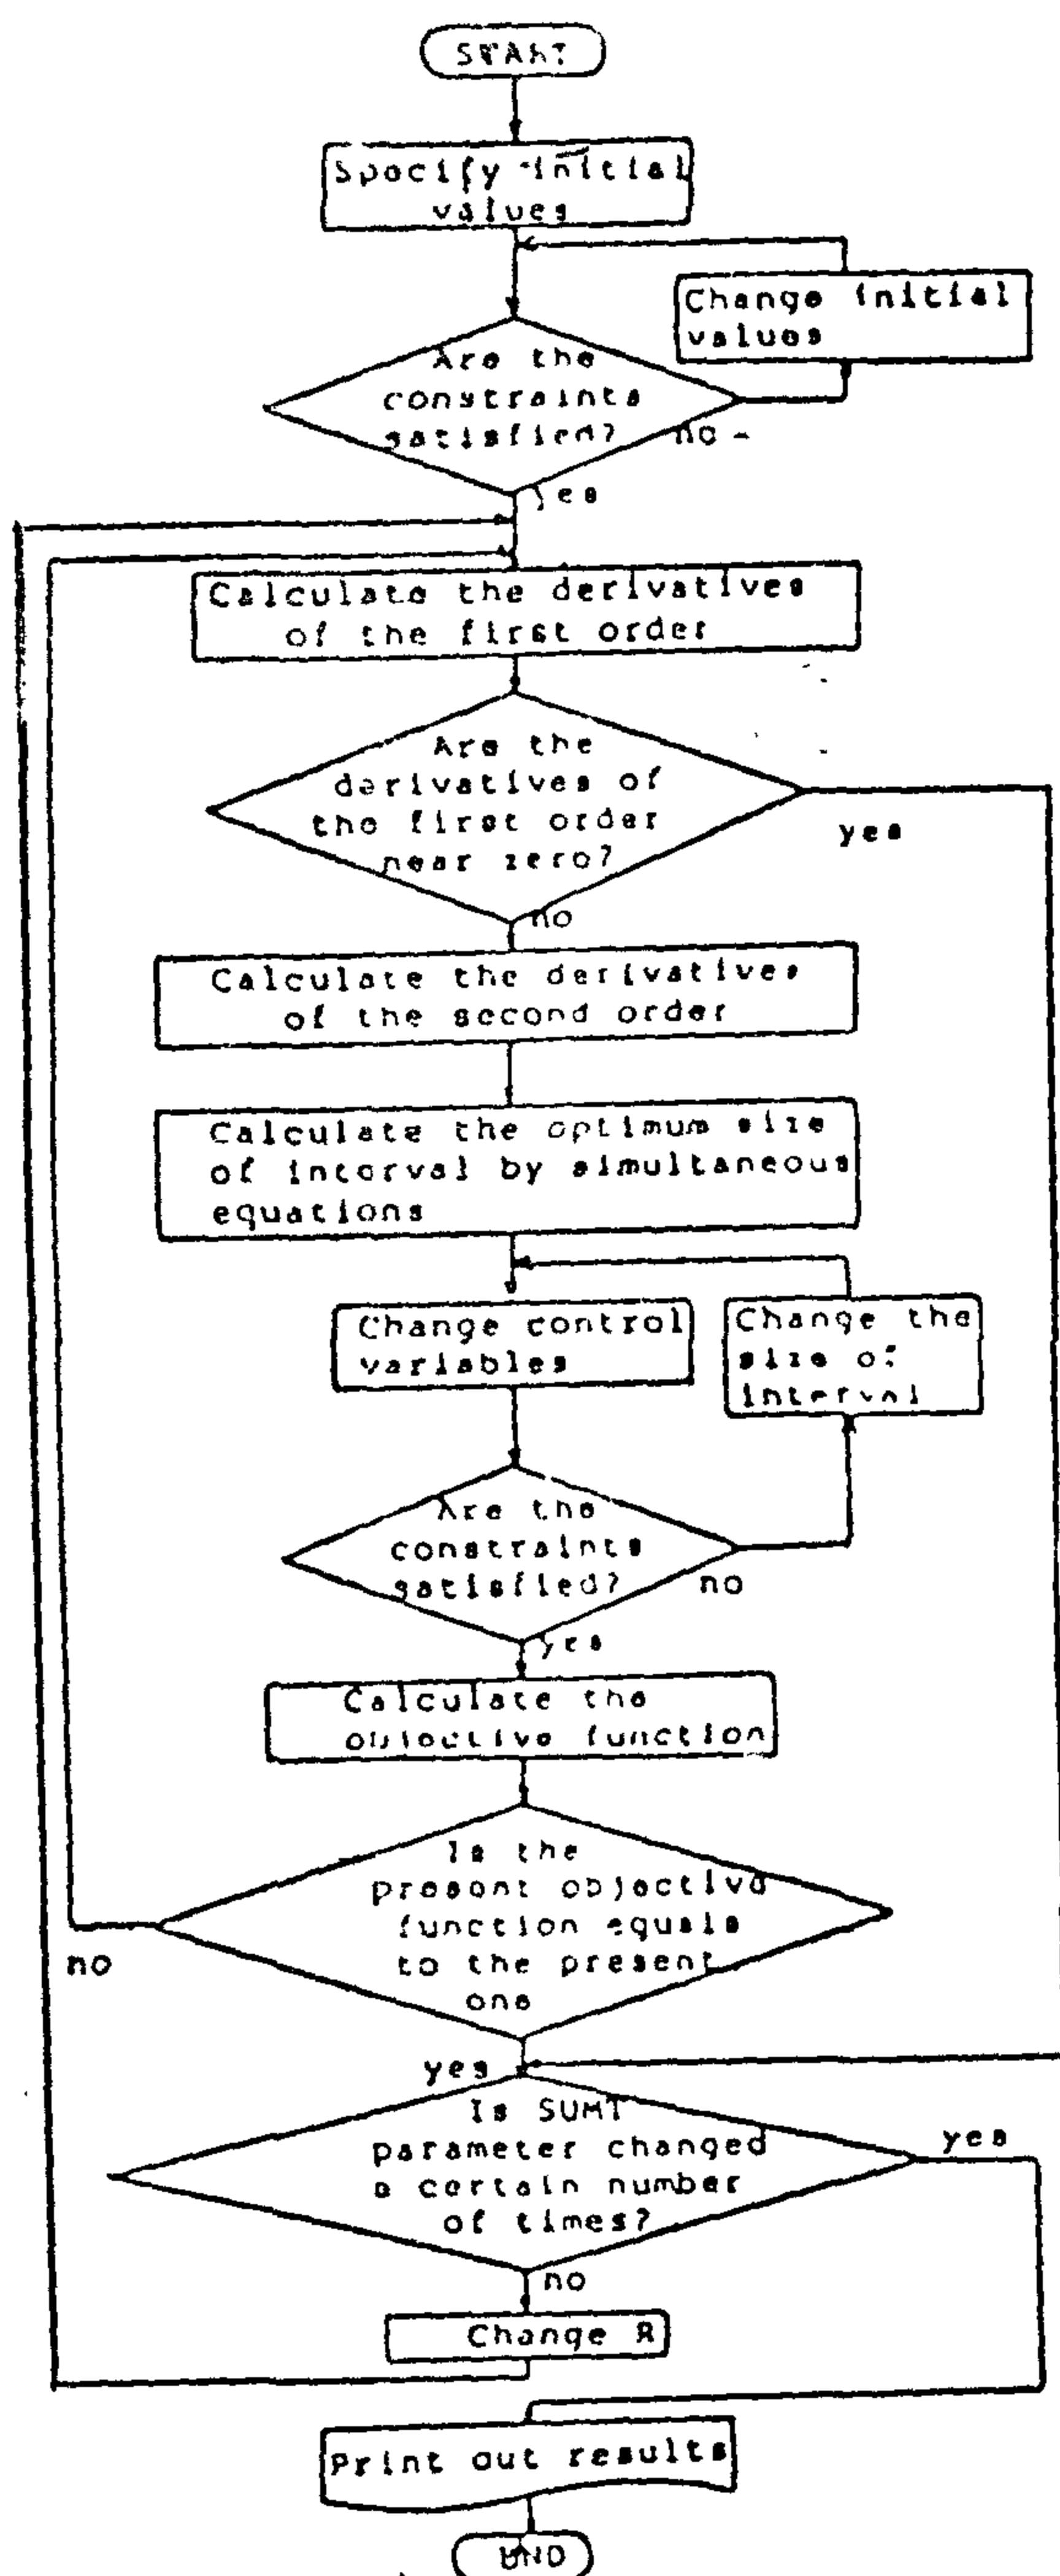 START
Specify initial
values
Change initial
values
Are the
constraints
satisfied?
no
yes
Calculate the derivatives
of the first order
Are the
derivatives of
the first order
near zero?
yes
no
Calculate the derivatives
of the second order
Calculate the optimum size
of interval by simultaneous
equations
Change control
variables
Change the
size of
interval
Are the
constraints
satisfied?
no
yes
Calculate the
objective function
Is the
present objective
function equals
to the present
one
no
yes
Is SUMT
parameter changed
a certain number
of times?
yes
no
Change R
Print out results
END